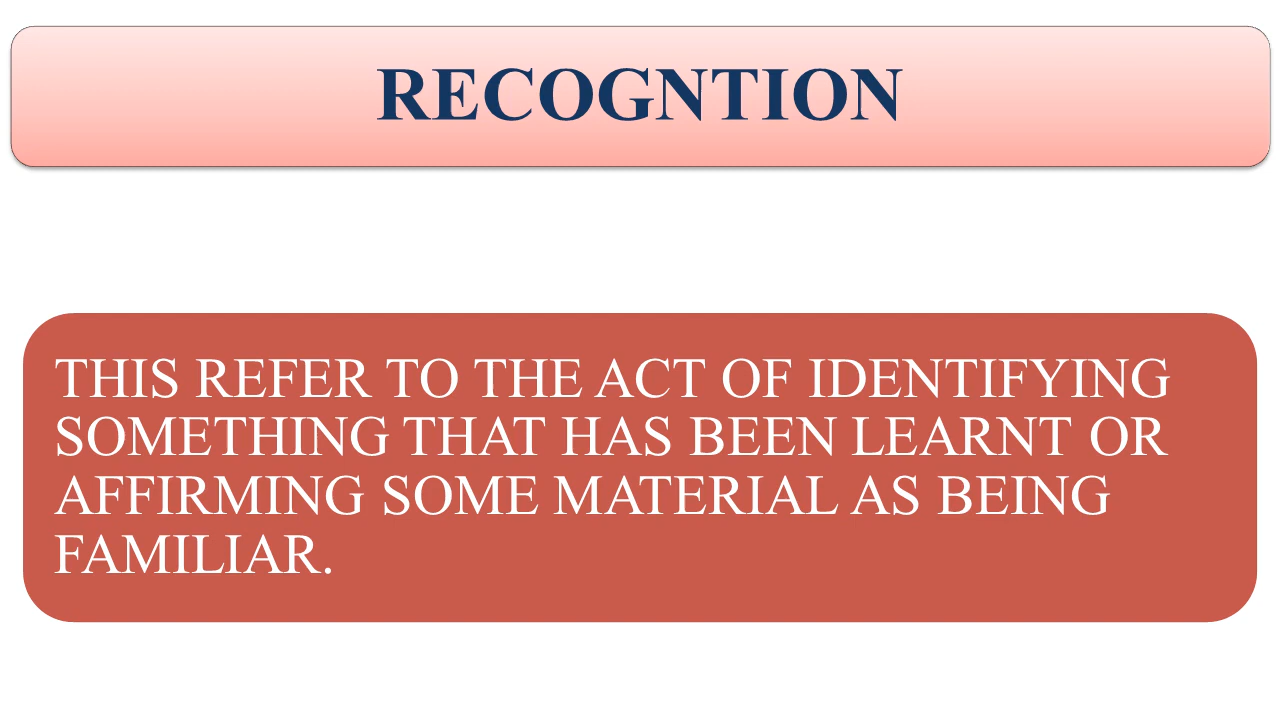 RECOGNTION
THIS REFER TO THE ACT OF IDENTIFYING
SOMETHING THAT HAS BEEN LEARNT OR
AFFIRMING SOME MATERIAL AS BEING
FAMILIAR.